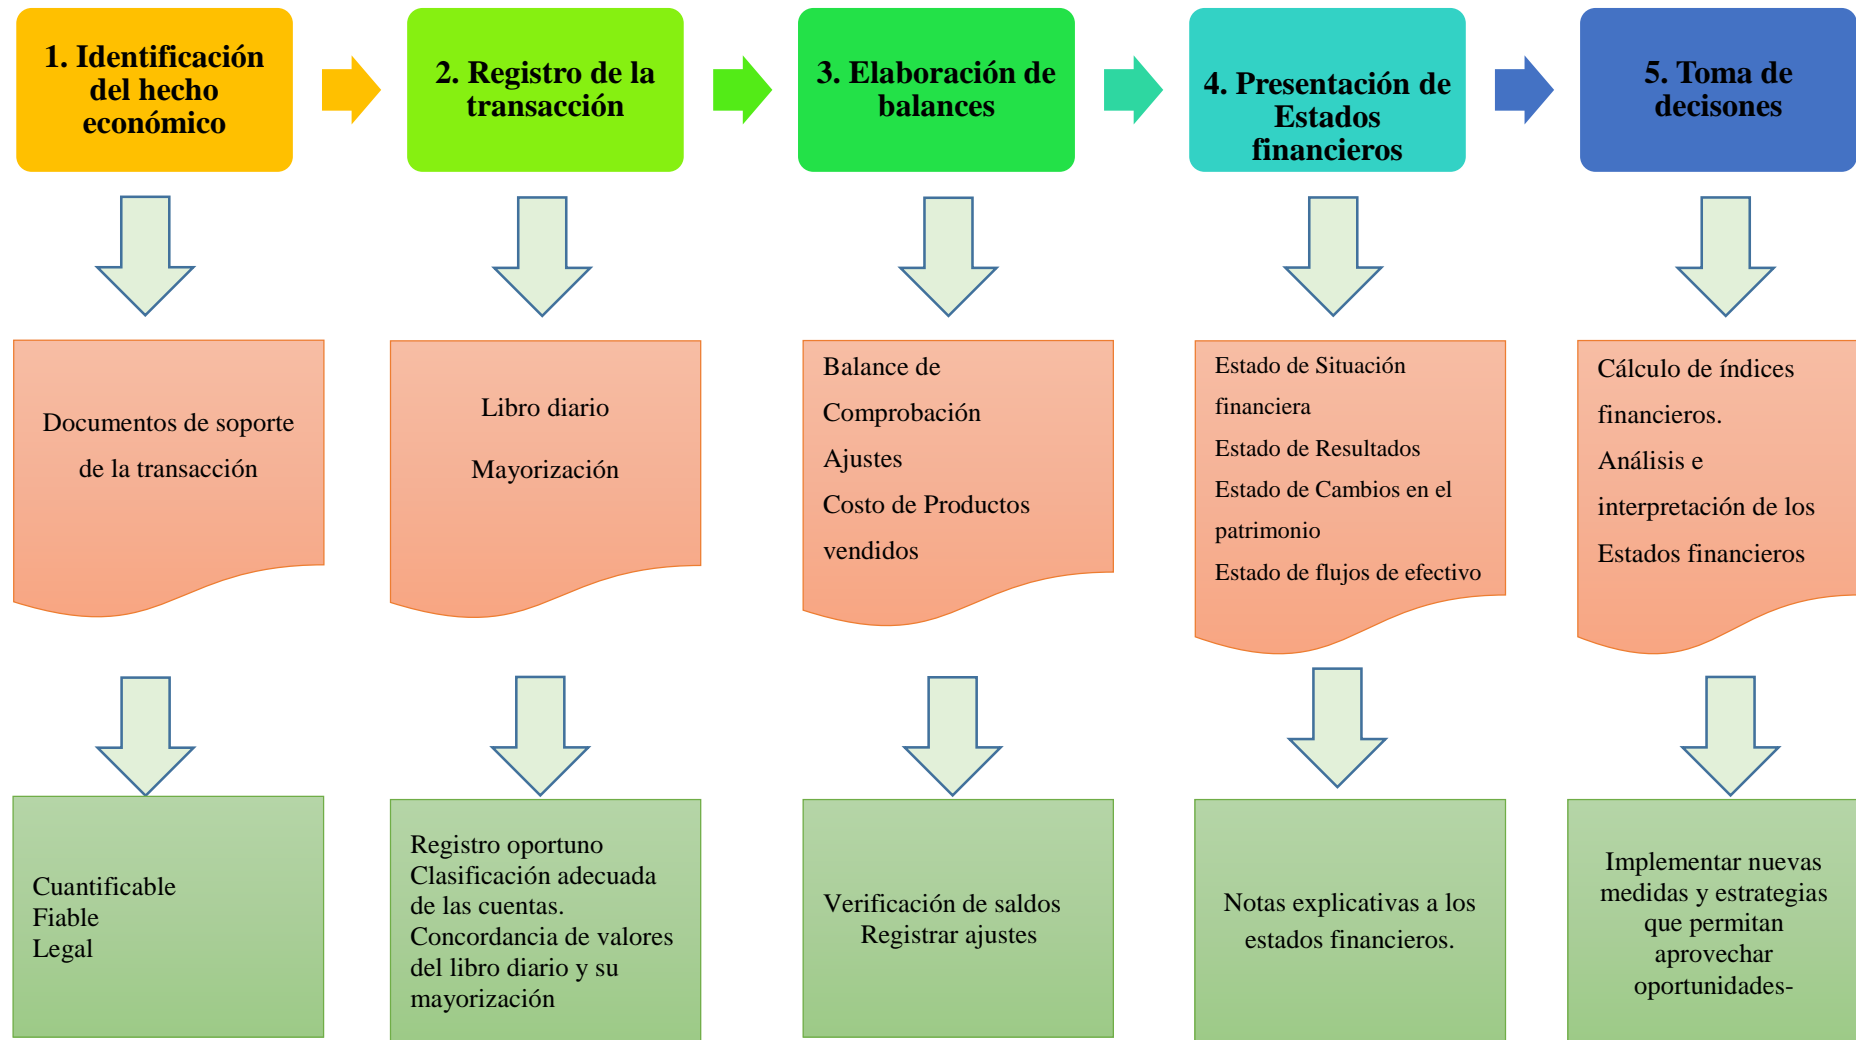 1. Identificación
del hecho
económico
2. Registro de la
transacción
3. Elaboración de
balances
4. Presentación de
Estados
financieros
5. Toma de
decisones
Documentos de soporte
de la transacción
Libro diario
Mayorización
Balance de
Comprobación
Ajustes
Costo de Productos
vendidos
Estado de Situación
financiera
Estado de Resultados
Estado de Cambios en el
patrimonio
Estado de flujos de efectivo
Cálculo de índices
financieros.
Análisis e
interpretación de los
Estados financieros
Cuantificable
Fiable
Legal
Registro oportuno
Clasificación adecuada
de las cuentas.
Concordancia de valores
del libro diario y su
mayorización
Verificación de saldos
Registrar ajustes
Notas explicativas a los
estados financieros.
Implementar nuevas
medidas y estrategias
que permitan
aprovechar
oportunidades-